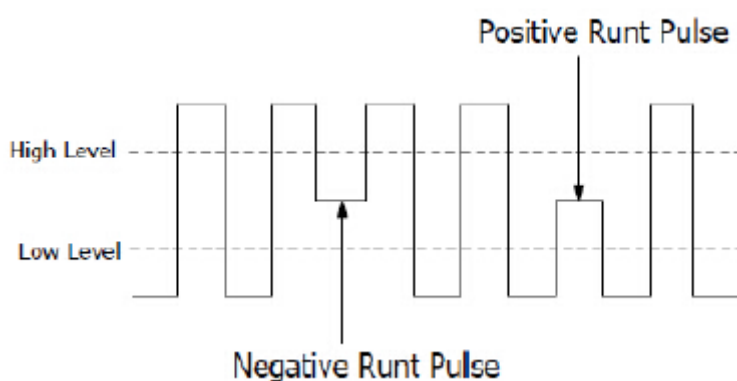 Positive Runt Pulse
High Level
Low Level
Negative Runt Pulse